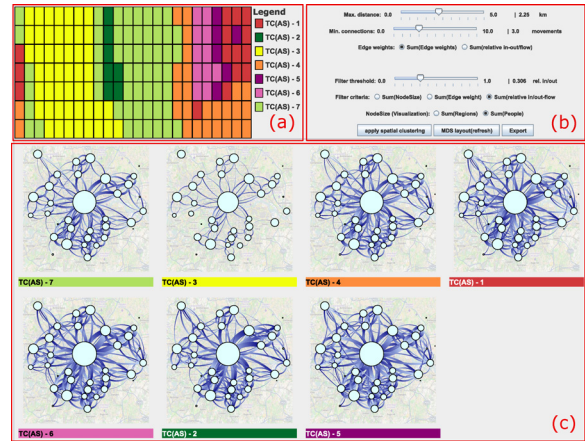 Legend
TC(AS) - 1
TC(AS) - 2
TC(AS) - 3
TC(AS) - 4
TC(AS) - 5
TC(AS) - 6
TC(AS) - 7
(a)
Max. distance: 0.0 5.0 | 2.25 km
Min. connections: 0.0 10.0 | 3.0 movements
Edge weights: Sum(Edge weights) Sum(relative in-out/flow)
Filter threshold: 0.0 1.0 | 0.306 rel. in/out
Filter criteria: Sum(NodeSize) Sum(Edge weight) Sum(relative in/out-flow)
NodeSize (Visualization): Sum(Regions) Sum(People)
apply spatial clustering MDS layout(refresh) Export
(b)
TC(AS) - 7 TC(AS) - 3 TC(AS) - 4 TC(AS) - 1
TC(AS) - 6 TC(AS) - 2 TC(AS) - 5
(c)